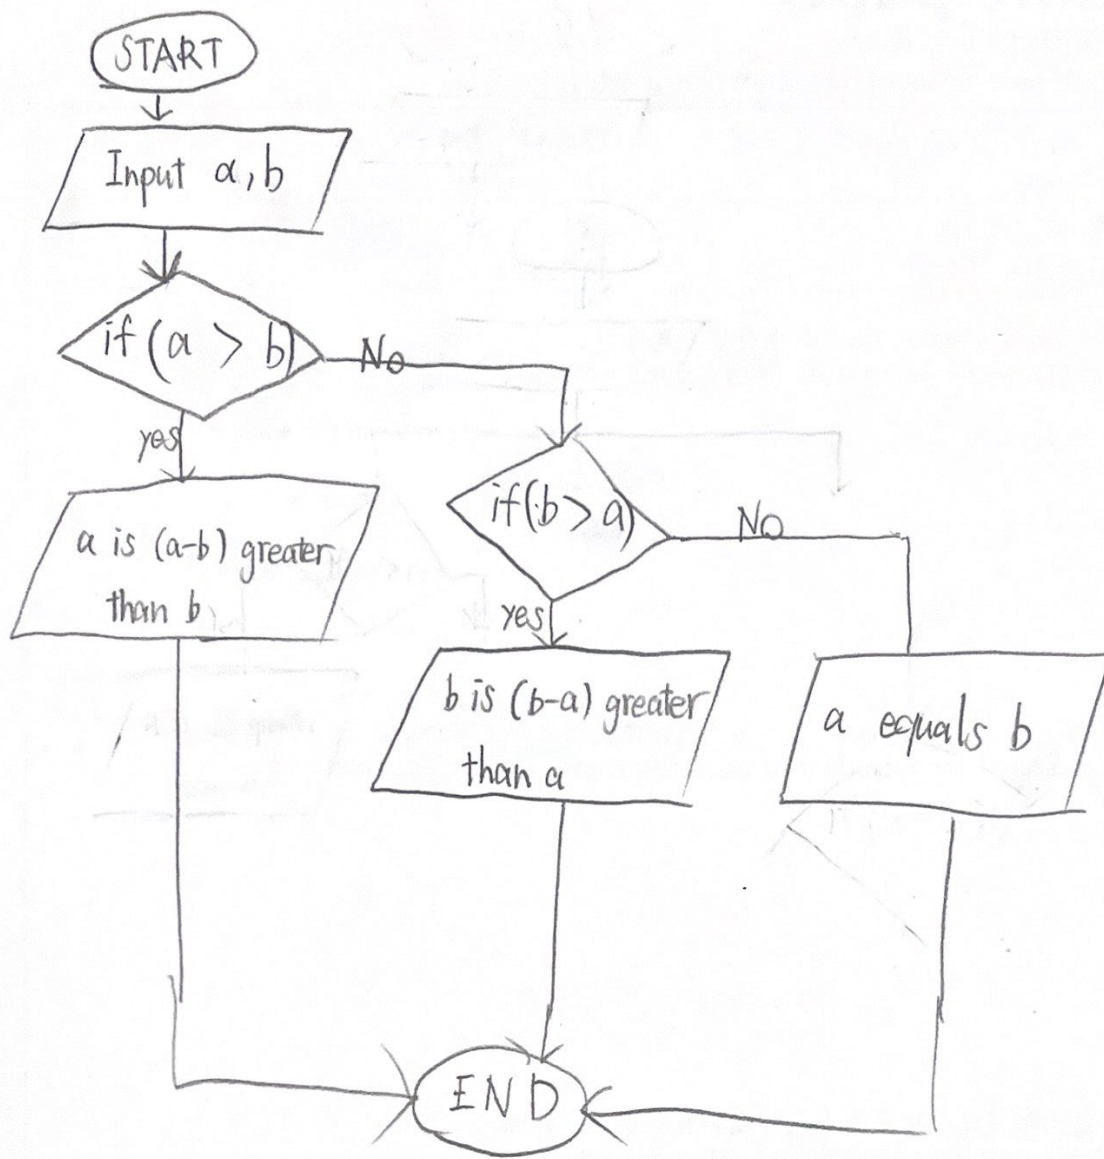 START
Input a, b
if (a > b)
No
yes
a is (a-b) greater
than b
if (b > a)
NO
yes
b is (b-a) greater
than a
a equals b
END